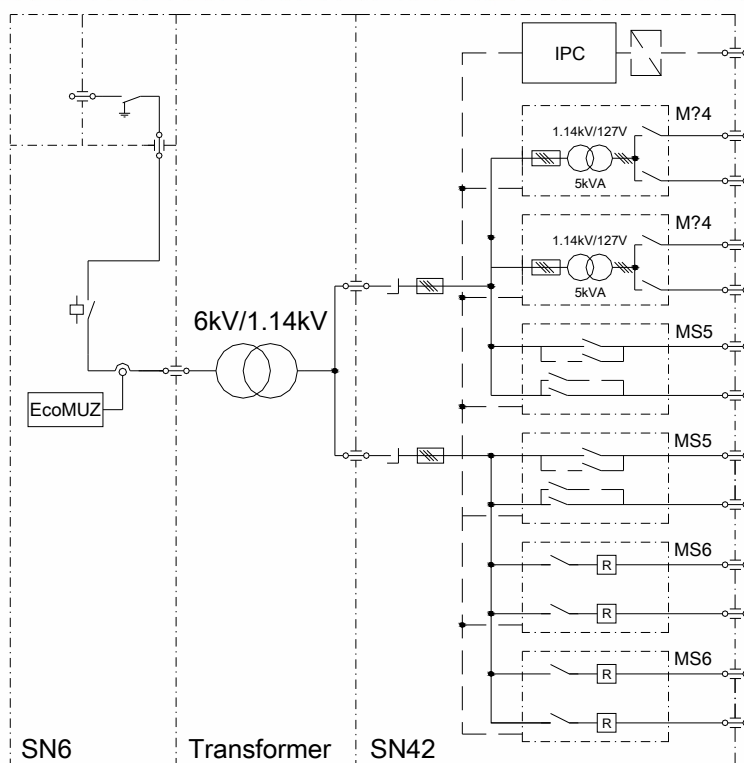 IPC
M?4
1.14kV/127V
5kVA
M?4
1.14kV/127V
5kVA
6kV/1.14kV
MS5
EcoMUZ
MS5
MS6
R
R
MS6
R
R
SN6
Transformer
SN42